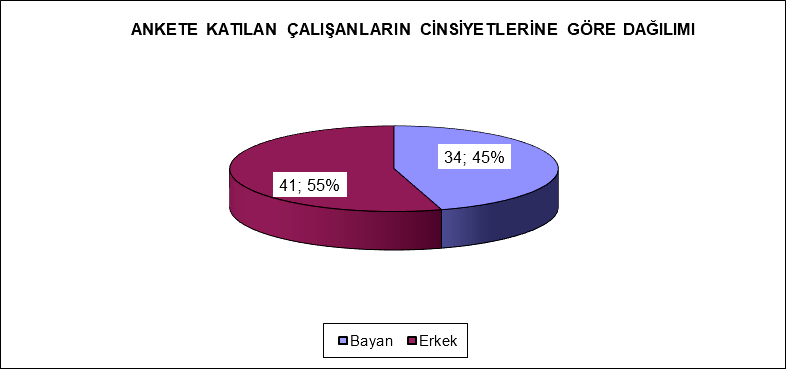 ANKETE KATILAN ÇALIŞANLARIN CİNSİYETLERİNE GÖRE DAĞILIMI
34; 45%
41; 55%
Bayan Erkek